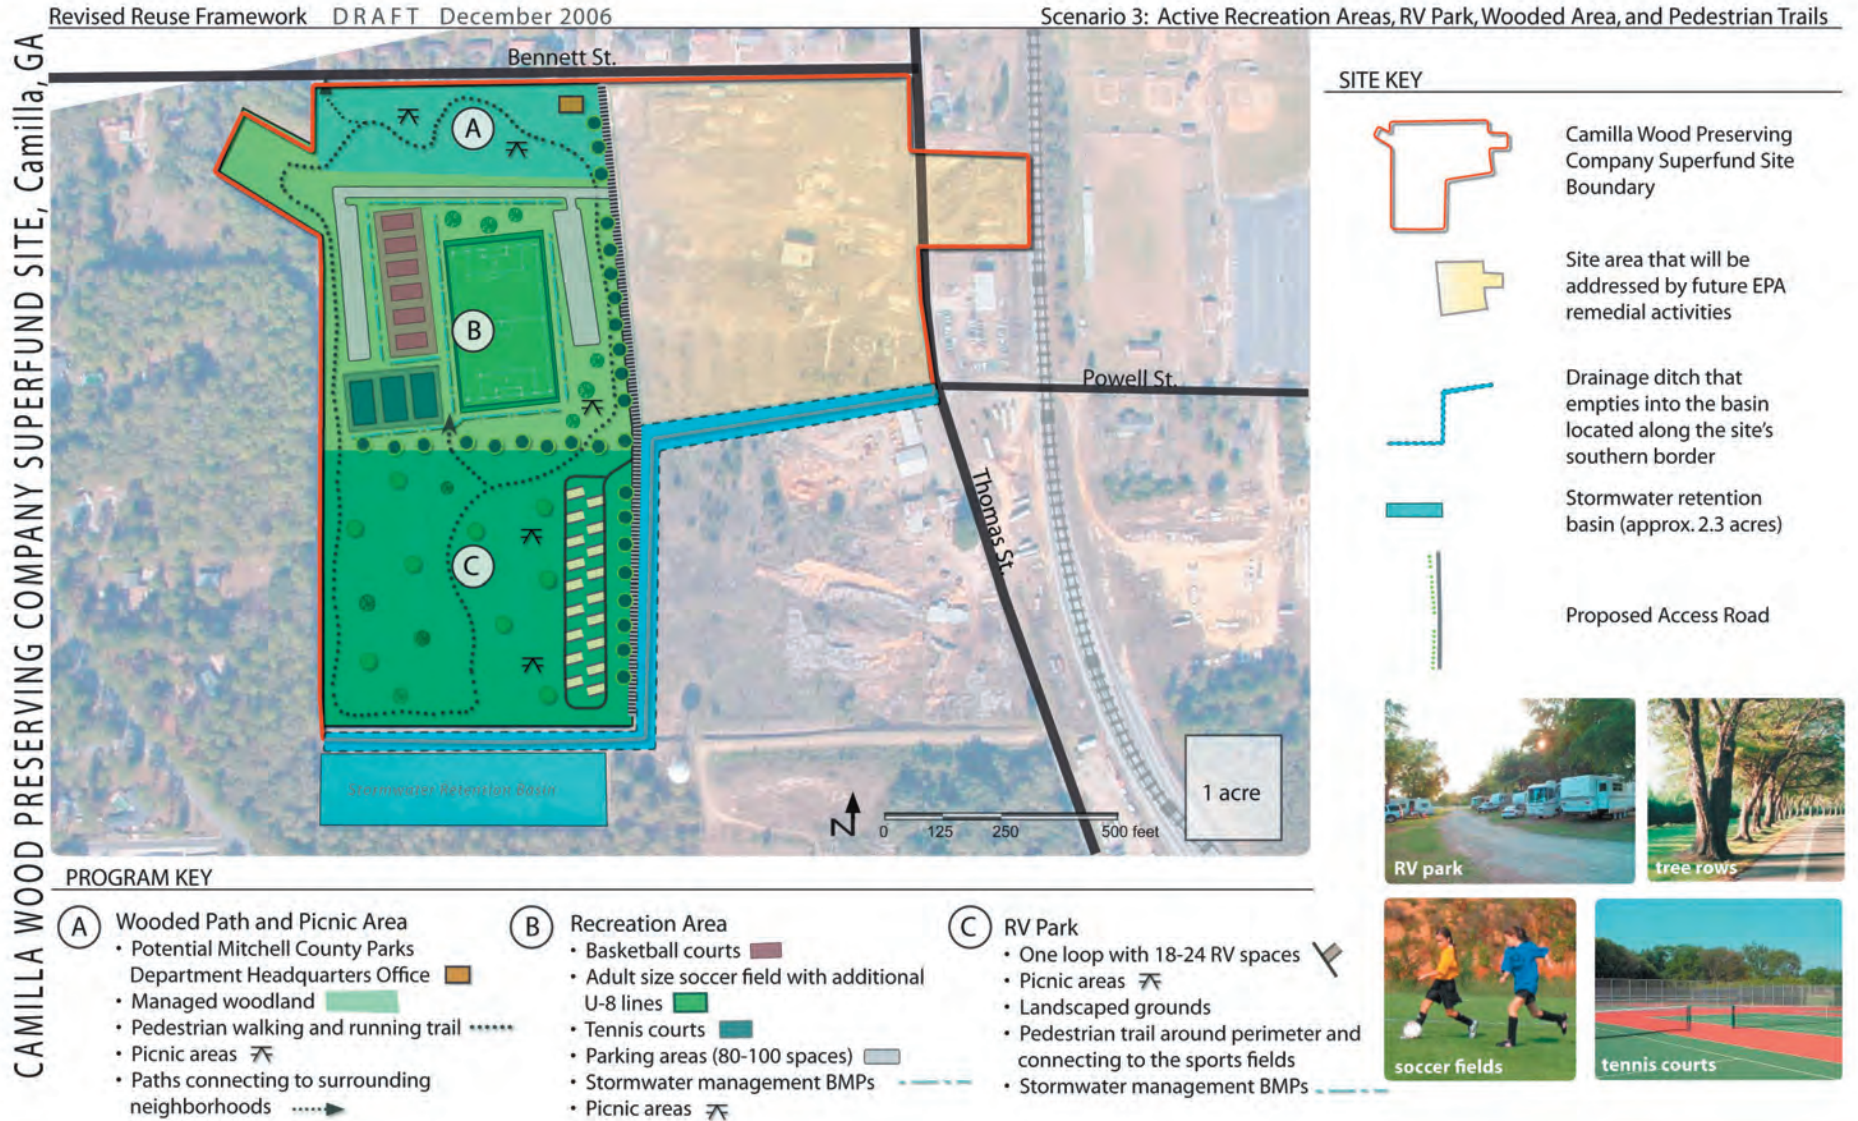 Revised Reuse Framework DRAFT December 2006
Scenario 3: Active Recreation Areas, RV Park, Wooded Area, and Pedestrian Trails
CAMILLA WOOD PRESERVING COMPANY SUPERFUND SITE, Camilla, GA
Bennett St.
A
B
C
Powell St.
Thomas St.
Stormwater Retention Basin
N
0 125 250 500 feet
1 acre
SITE KEY
Camilla Wood Preserving
Company Superfund Site
Boundary
Site area that will be
addressed by future EPA
remedial activities
Drainage ditch that
empties into the basin
located along the site's
southern border
Stormwater retention
basin (approx. 2.3 acres)
Proposed Access Road
RV park
tree rows
soccer fields
tennis courts
PROGRAM KEY
A Wooded Path and Picnic Area
• Potential Mitchell County Parks
Department Headquarters Office
• Managed woodland
• Pedestrian walking and running trail
• Picnic areas
• Paths connecting to surrounding
neighborhoods
B Recreation Area
• Basketball courts
• Adult size soccer field with additional
U-8 lines
• Tennis courts
• Parking areas (80-100 spaces)
• Stormwater management BMPs
• Picnic areas
C RV Park
• One loop with 18-24 RV spaces
• Picnic areas
• Landscaped grounds
• Pedestrian trail around perimeter and
connecting to the sports fields
• Stormwater management BMPs